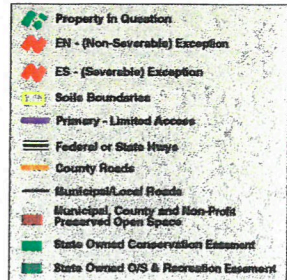 Property In Question
EN - (Non-Severable) Exception
ES - (Severable) Exception
Soils Boundaries
Primary - Limited Access
Federal or State Hwys
County Roads
Municipal/Local Roads
Municipal, County and Non-Profit
Preserved Open Space
State Owned Conservation Easement
State Owned O/S & Recreation Easement